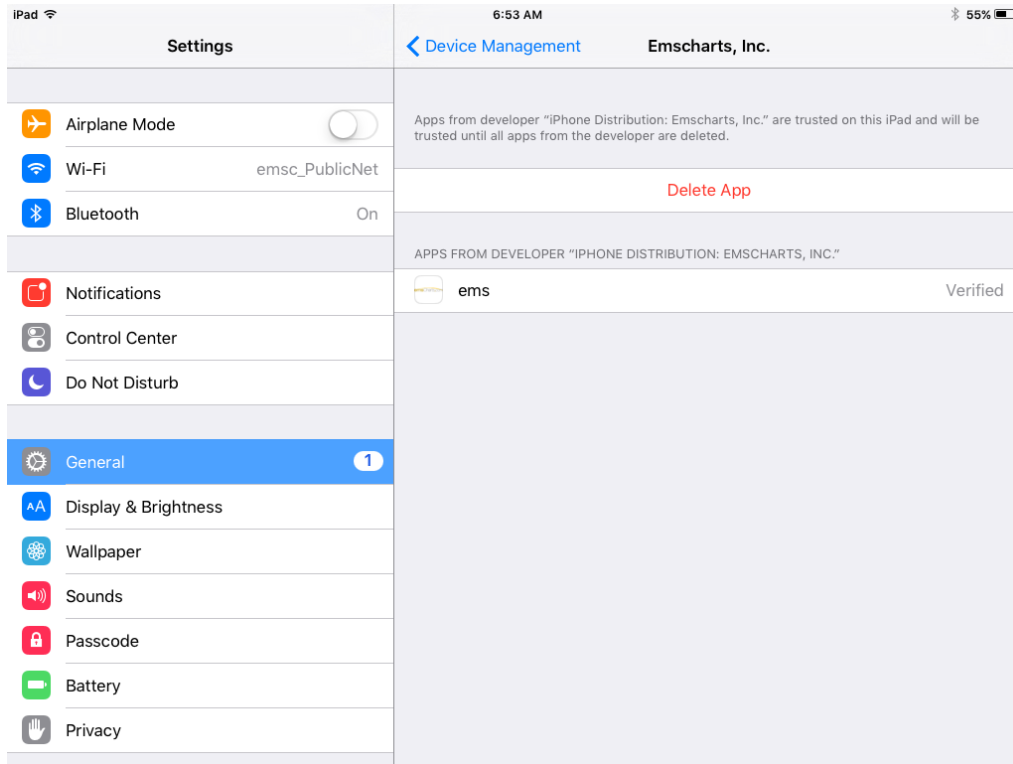 iPad
6:53 AM
55%
Settings
Device Management
Emscharts, Inc.
Airplane Mode
Wi-Fi
emsc_PublicNet
Bluetooth
On
Notifications
Control Center
Do Not Disturb
General
1
AA
Display & Brightness
Wallpaper
Sounds
Passcode
Battery
Privacy
Apps from developer “iPhone Distribution: Emscharts, Inc.” are trusted on this iPad and will be
trusted until all apps from the developer are deleted.
Delete App
APPS FROM DEVELOPER “IPHONE DISTRIBUTION: EMSCHARTS, INC.”
ems
Verified